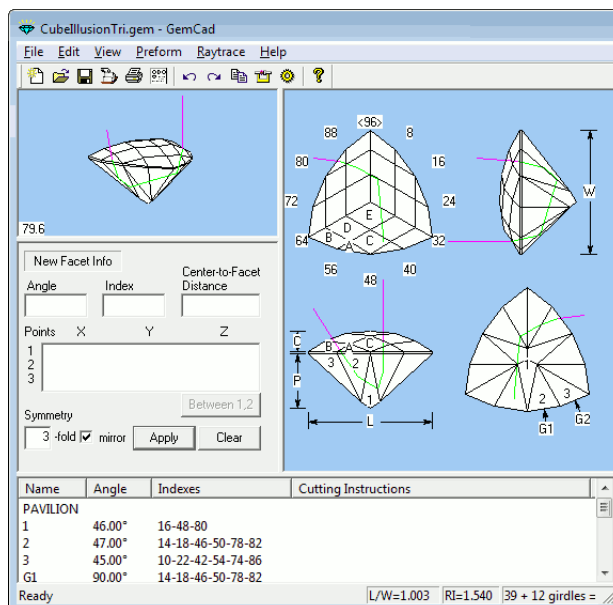 CubeIllusionTri.gem - GemCad
File Edit View Preform Raytrace Help
79.6
<96>
88 8
80 16
72 24
64 32
56 40
48
E
D
B A C
W
C
P
B A C
3 2
1
L
1
2 3
G1 G2
New Facet Info
Angle Index Center-to-Facet Distance
Points X Y Z
1
2
3
Between 1,2
Symmetry
3 -fold mirror Apply Clear
Name Angle Indexes Cutting Instructions
PAVILION
1 46.00° 16-48-80
2 47.00° 14-18-46-50-78-82
3 45.00° 10-22-42-54-74-86
G1 90.00° 14-18-46-50-78-82
Ready L/W=1.003 RI=1.540 39 + 12 girdles =